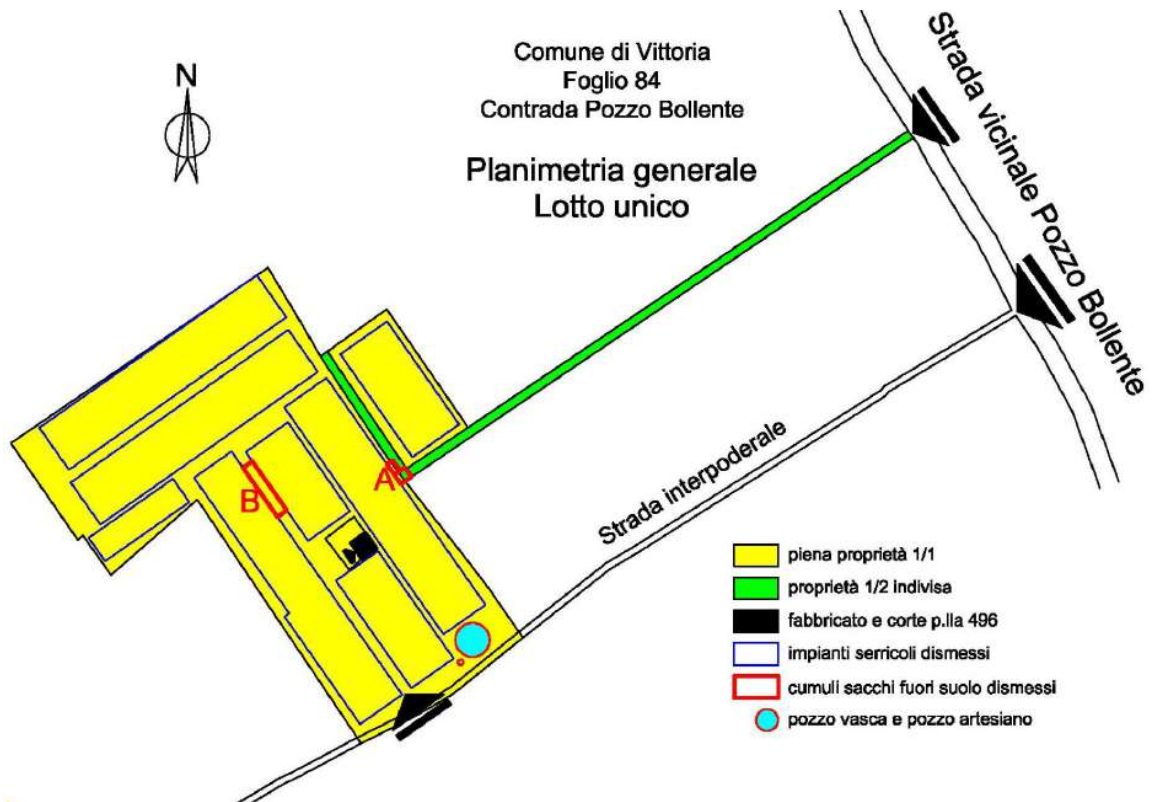 N
Comune di Vittoria
Foglio 84
Contrada Pozzo Bollente
Planimetria generale
Lotto unico
Strada vicinale Pozzo Bollente
A
B
Strada interpoderale
piena proprietà 1/1
proprietà 1/2 indivisa
fabbricato e corte p.lla 496
impianti serricoli dismessi
cumuli sacchi fuori suolo dismessi
pozzo vasca e pozzo artesiano